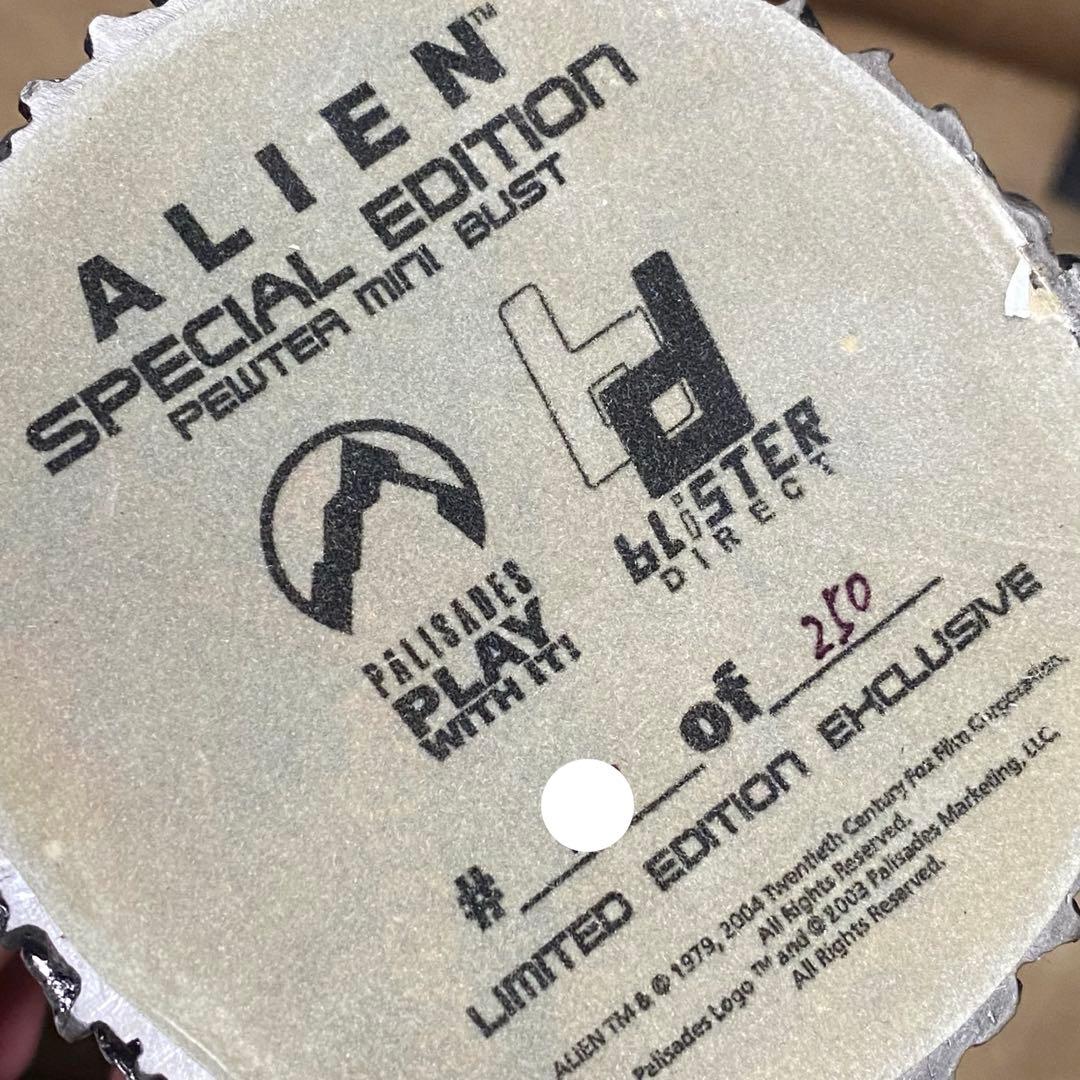 ALIEN™
SPECIAL EDITION
PEWTER MINI BUST
PALISADES
PLAY
WITH IT!
BLISTER
DIRECT
# of 250
LIMITED EDITION EXCLUSIVE
ALIEN TM & © 1979, 2004 Twentieth Century Fox Film Corporation.
All Rights Reserved.
Palisades Logo™ and © 2003 Palisades Marketing, LLC.
All Rights Reserved.